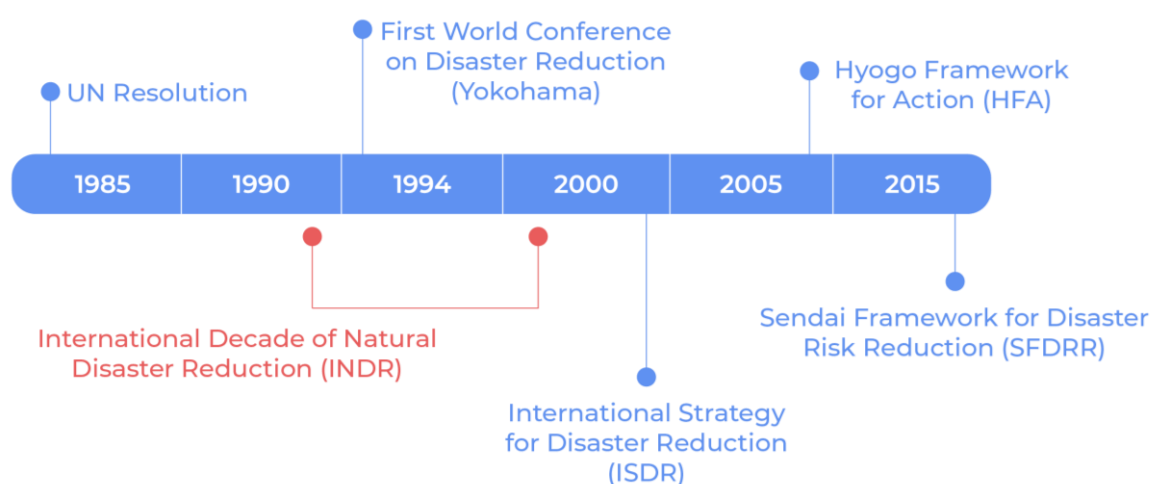 First World Conference
on Disaster Reduction
(Yokohama)
UN Resolution
Hyogo Framework
for Action (HFA)
1985
1990
1994
2000
2005
2015
International Decade of Natural
Disaster Reduction (INDR)
Sendai Framework for Disaster
Risk Reduction (SFDRR)
International Strategy
for Disaster Reduction
(ISDR)